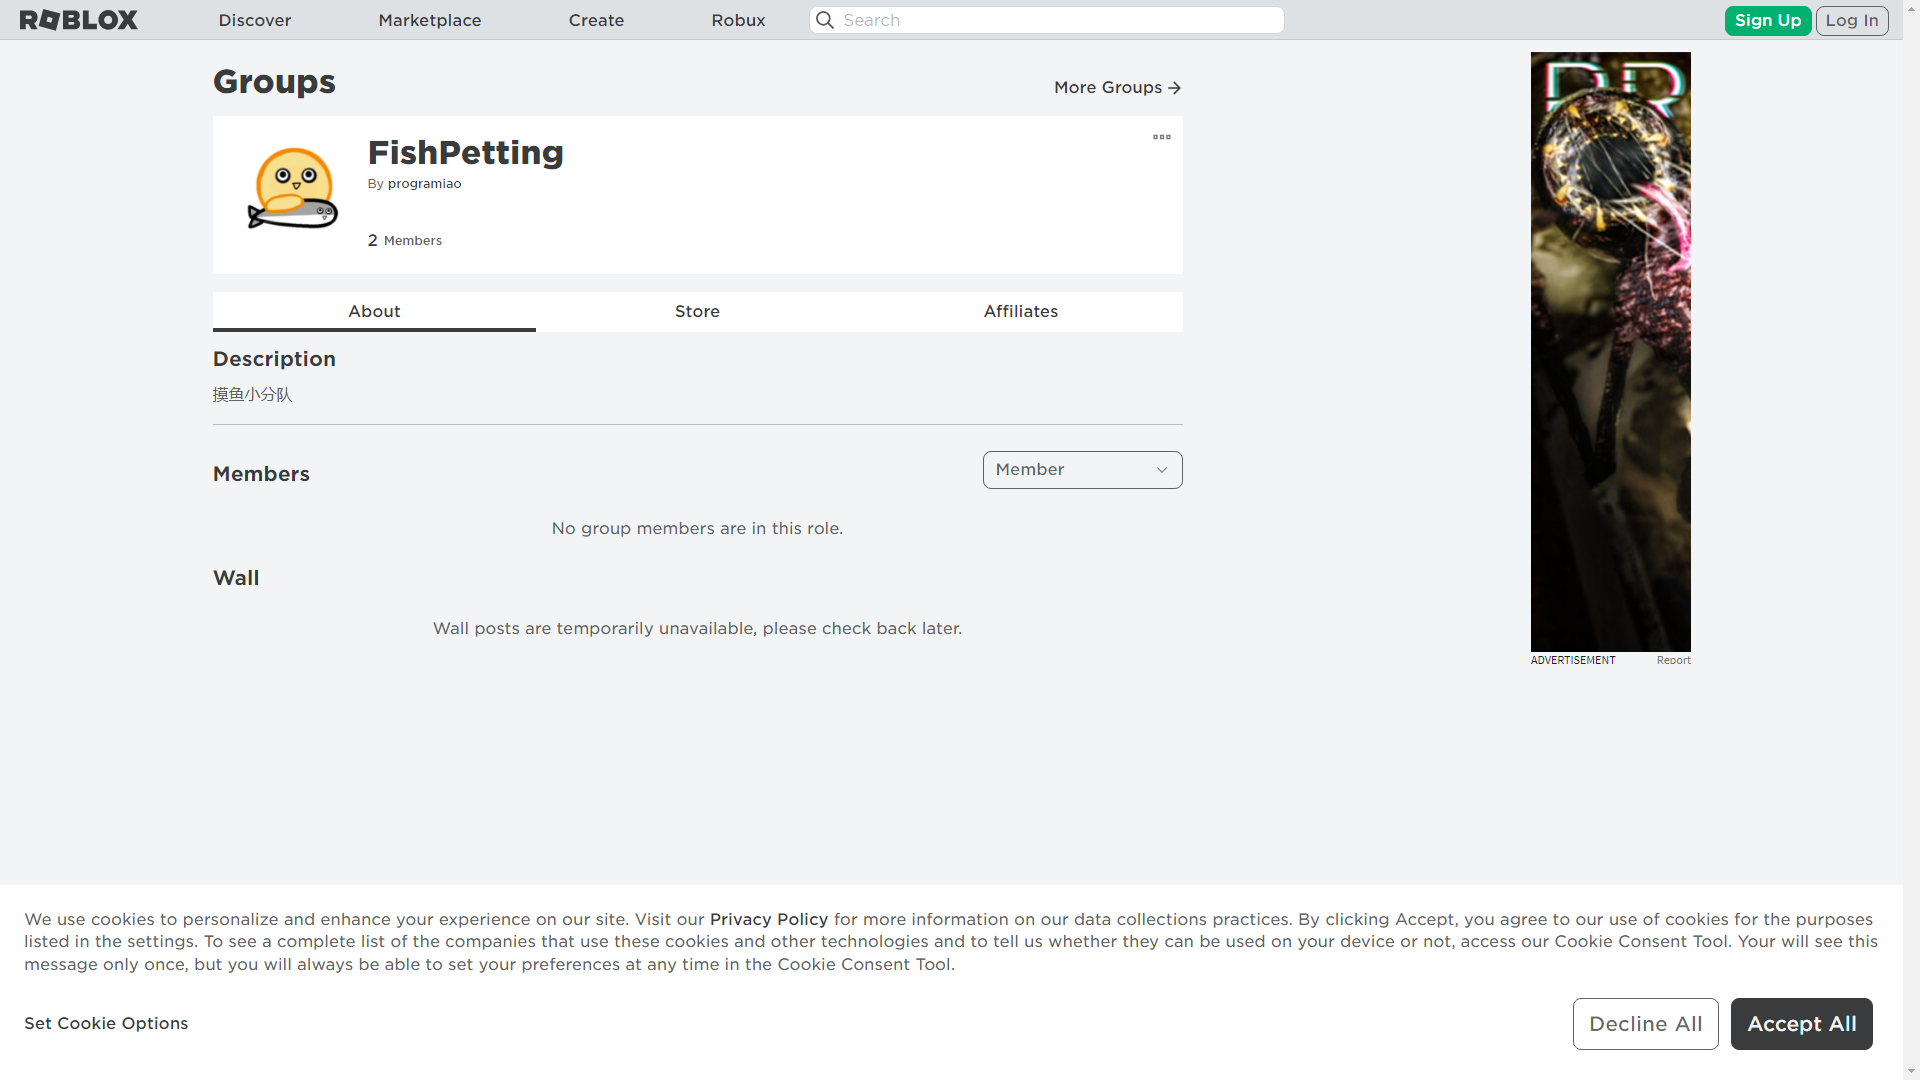 ROBLOX
Discover
Marketplace
Create
Robux
Search
Sign Up
Log In
Groups
More Groups
FishPetting
By programiao
2 Members
About
Store
Affiliates
Description
摸鱼小分队
Members
Member
No group members are in this role.
Wall
Wall posts are temporarily unavailable, please check back later.
ADVERTISEMENT
Report
We use cookies to personalize and enhance your experience on our site. Visit our Privacy Policy for more information on our data collections practices. By clicking Accept, you agree to our use of cookies for the purposes
listed in the settings. To see a complete list of the companies that use these cookies and other technologies and to tell us whether they can be used on your device or not, access our Cookie Consent Tool. Your will see this
message only once, but you will always be able to set your preferences at any time in the Cookie Consent Tool.
Set Cookie Options
Decline All
Accept All